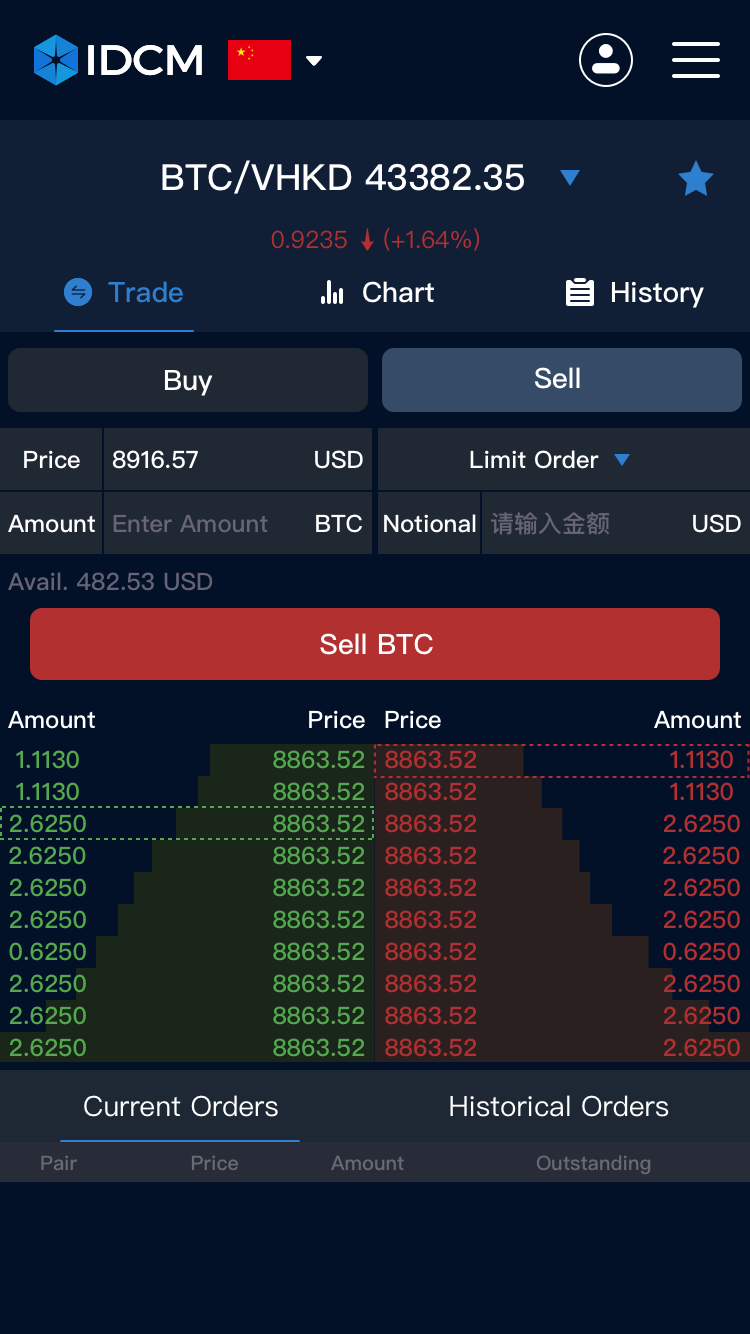 IDCM
BTC/VHKD 43382.35
0.9235 (+1.64%)
Trade Chart History
Buy Sell
Price 8916.57 USD Limit Order
Amount Enter Amount BTC Notional 请输入金额 USD
Avail. 482.53 USD
Sell BTC
Amount Price Price Amount
1.1130 8863.52 8863.52 1.1130
1.1130 8863.52 8863.52 1.1130
2.6250 8863.52 8863.52 2.6250
2.6250 8863.52 8863.52 2.6250
2.6250 8863.52 8863.52 2.6250
2.6250 8863.52 8863.52 2.6250
0.6250 8863.52 8863.52 0.6250
2.6250 8863.52 8863.52 2.6250
2.6250 8863.52 8863.52 2.6250
2.6250 8863.52 8863.52 2.6250
Current Orders Historical Orders
Pair Price Amount Outstanding